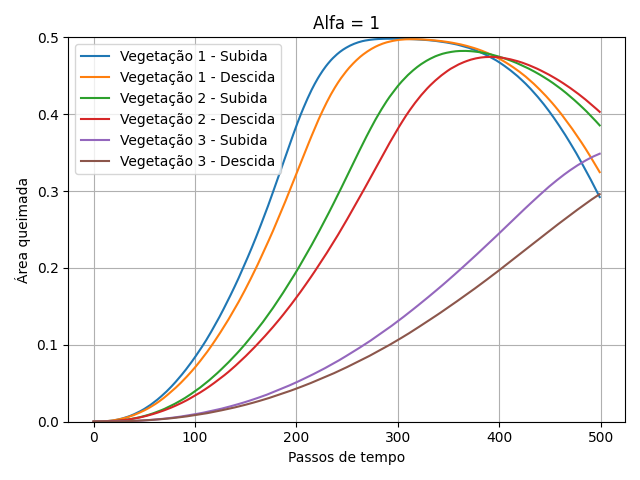 Alfa = 1
Vegetação 1 - Subida
Vegetação 1 - Descida
Vegetação 2 - Subida
Vegetação 2 - Descida
Vegetação 3 - Subida
Vegetação 3 - Descida
Área queimada
0.5
0.4
0.3
0.2
0.1
0.0
0 100 200 300 400 500
Passos de tempo